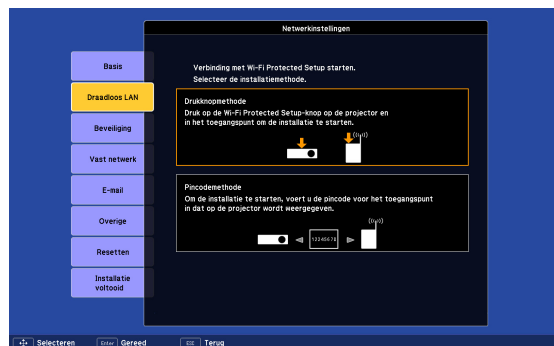 Netwerkinstellingen
Basis
Draadloos LAN
Beveiliging
Vast netwerk
E-mail
Overige
Resetten
Installatie
voltooid
Verbinding met Wi-Fi Protected Setup starten.
Selecteer de installatiemethode.
Drukknopmethode
Druk op de Wi-Fi Protected Setup-knop op de projector en
in het toegangspunt om de installatie te starten.
Pincodemethode
Om de installatie te starten, voert u de pincode voor het toegangspunt
in dat op de projector wordt weergegeven.
12345678
Selecteren Enter Gereed ESC Terug